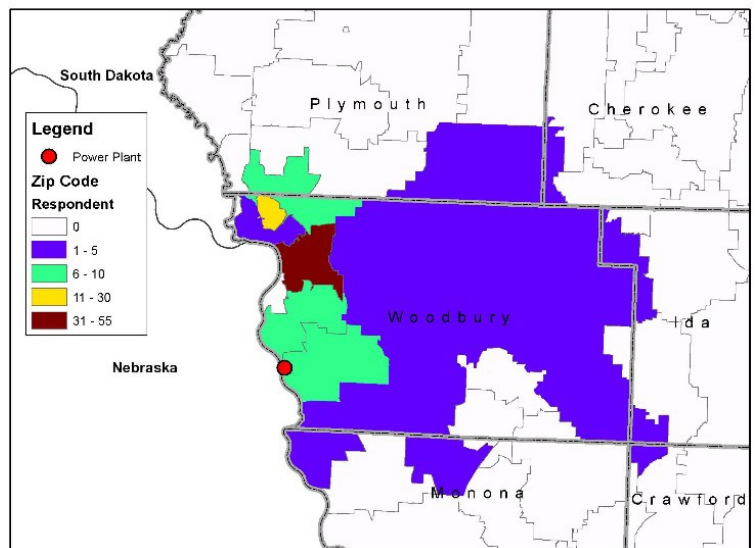 South Dakota
Plymouth
Cherokee
Legend
Power Plant
Zip Code
Respondent
0
1 - 5
6 - 10
11 - 30
31 - 55
Woodbury
Ida
Nebraska
Monona
Crawford